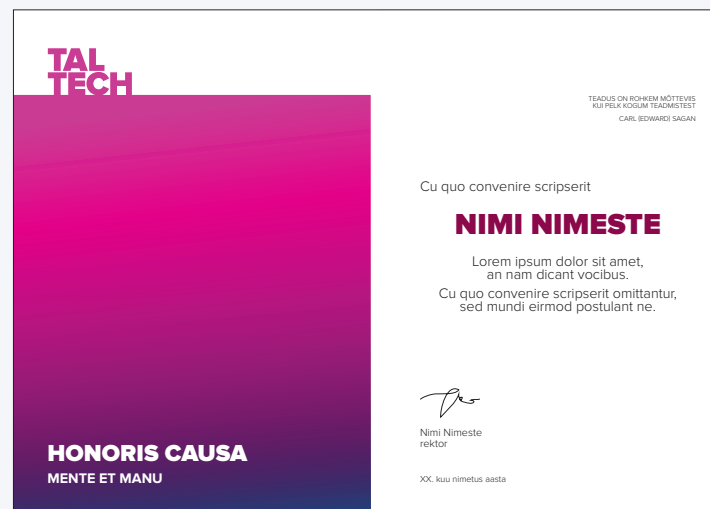 TAL
TECH
HONORIS CAUSA
MENTE ET MANU
TEADUS ON ROHKEM MÕTTEVIIS
KUI PELK KOGUM TEADMISTEST
CARL (EDWARD) SAGAN
Cu quo convenire scripserit
NIMI NIMESTE
Lorem ipsum dolor sit amet,
an nam dicant vocibus.
Cu quo convenire scripserit omittantur,
sed mundi eirmod postulant ne.
Nimi Nimeste
rektor
XX. kuu nimetus aasta